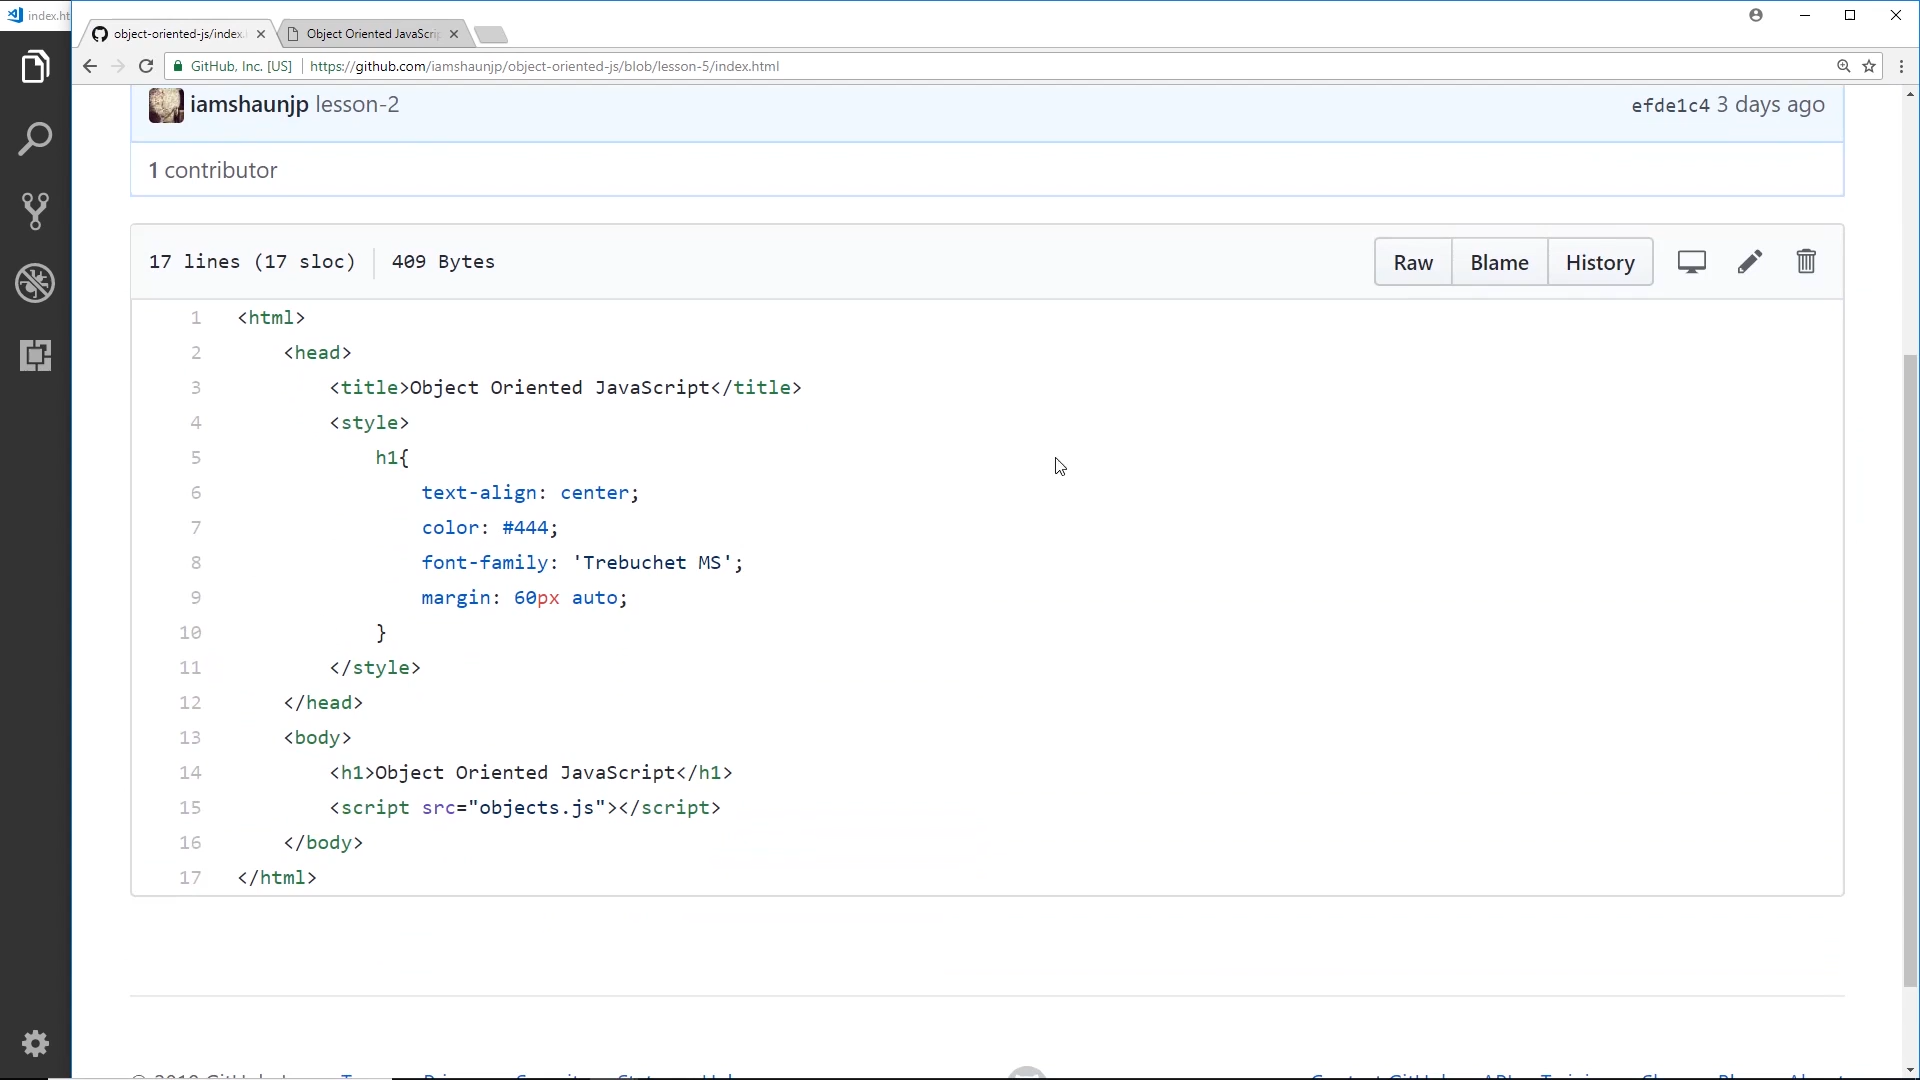 index.ht
object-oriented-js/index.
Object Oriented JavaScrip
GitHub, Inc. [US]
https://github.com/iamshaunjp/object-oriented-js/blob/lesson-5/index.html
iamshaunjp lesson-2
efde1c4 3 days ago
1 contributor
17 lines (17 sloc)
409 Bytes
Raw
Blame
History
1 <html>
2 <head>
3 <title>Object Oriented JavaScript</title>
4 <style>
5 h1{
6 text-align: center;
7 color: #444;
8 font-family: 'Trebuchet MS';
9 margin: 60px auto;
10 }
11 </style>
12 </head>
13 <body>
14 <h1>Object Oriented JavaScript</h1>
15 <script src="objects.js"></script>
16 </body>
17 </html>